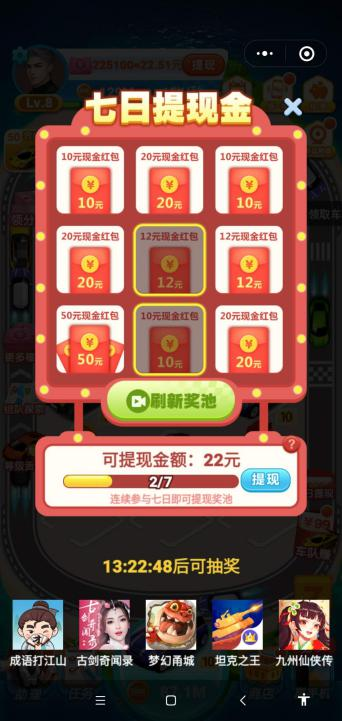 225100=22.51元
提现
Lv.8
七日提现金
10元现金红包 20元现金红包 10元现金红包
10元 20元 10元
20元现金红包 12元现金红包 12元现金红包
20元 12元 12元
50元现金红包 10元现金红包 20元现金红包
50元 10元 20元
刷新奖池
可提现金额：22元
?
2/7
提现
连续参与七日即可提现奖池
13:22:48后可抽奖
成语打江山 古剑奇闻录 梦幻甬城 坦克之王 九州仙侠传